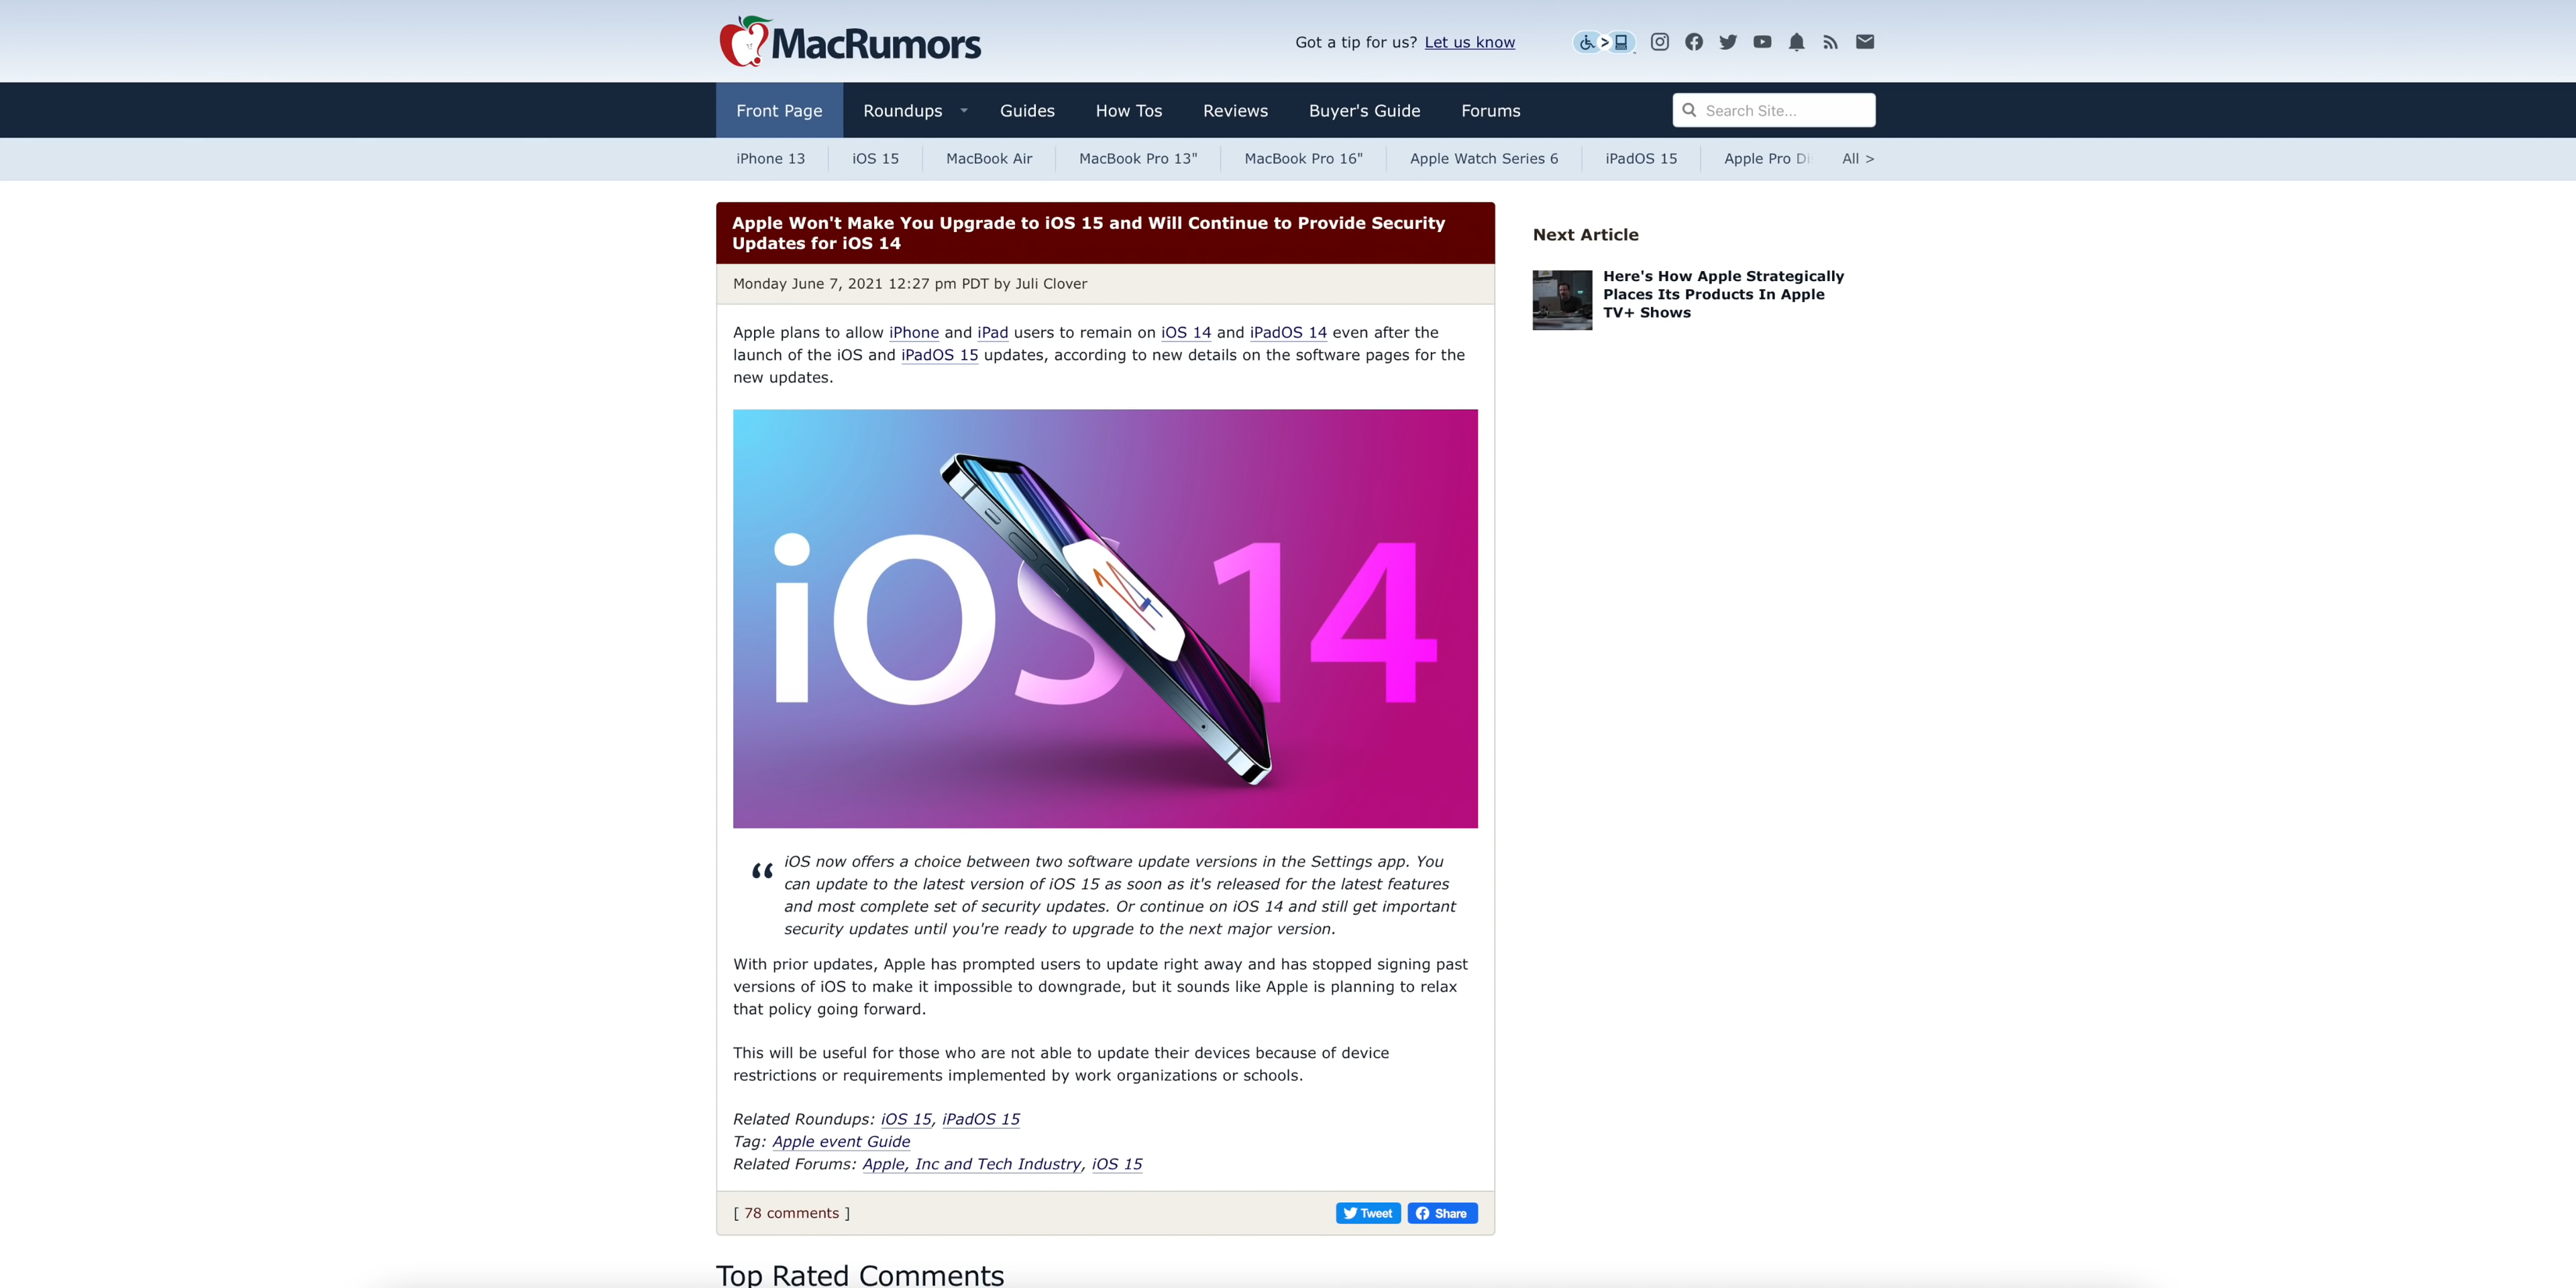 MacRumors
Got a tip for us? Let us know
Front Page
Roundups
Guides
How Tos
Reviews
Buyer's Guide
Forums
Search Site...
iPhone 13
iOS 15
MacBook Air
MacBook Pro 13"
MacBook Pro 16"
Apple Watch Series 6
iPadOS 15
Apple Pro Di
All >
Apple Won't Make You Upgrade to iOS 15 and Will Continue to Provide Security
Updates for iOS 14
Monday June 7, 2021 12:27 pm PDT by Juli Clover
Apple plans to allow iPhone and iPad users to remain on iOS 14 and iPadOS 14 even after the
launch of the iOS and iPadOS 15 updates, according to new details on the software pages for the
new updates.
iOS 14
“ iOS now offers a choice between two software update versions in the Settings app. You
can update to the latest version of iOS 15 as soon as it's released for the latest features
and most complete set of security updates. Or continue on iOS 14 and still get important
security updates until you're ready to upgrade to the next major version.
With prior updates, Apple has prompted users to update right away and has stopped signing past
versions of iOS to make it impossible to downgrade, but it sounds like Apple is planning to relax
that policy going forward.
This will be useful for those who are not able to update their devices because of device
restrictions or requirements implemented by work organizations or schools.
Related Roundups: iOS 15, iPadOS 15
Tag: Apple event Guide
Related Forums: Apple, Inc and Tech Industry, iOS 15
[ 78 comments ]
Tweet
Share
Top Rated Comments
Next Article
Here's How Apple Strategically
Places Its Products In Apple
TV+ Shows